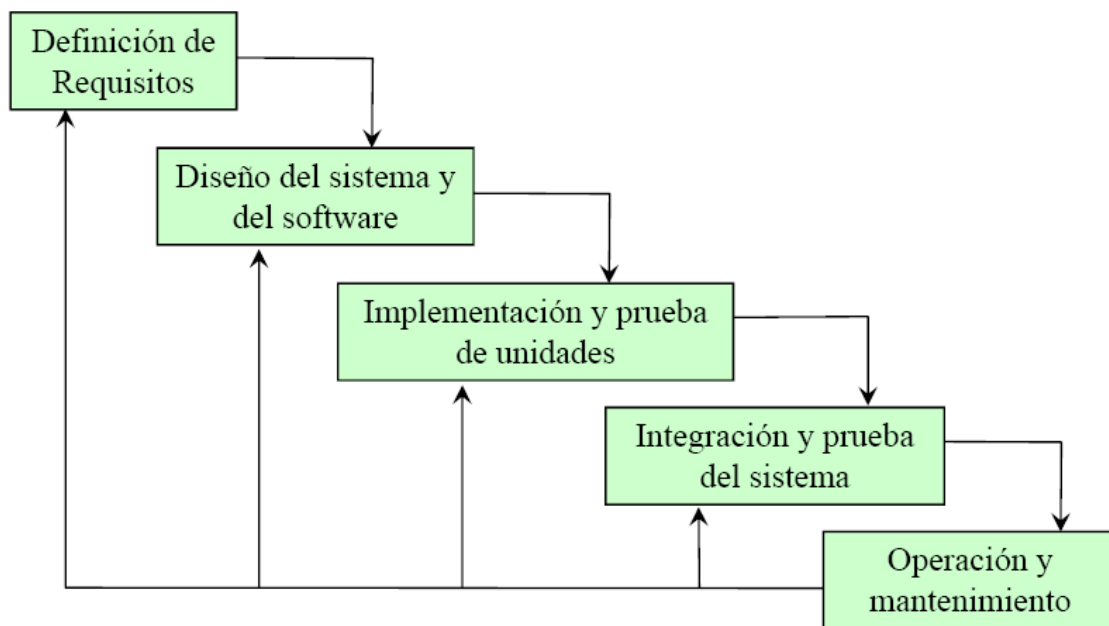 Definición de
Requisitos
Diseño del sistema y
del software
Implementación y prueba
de unidades
Integración y prueba
del sistema
Operación y
mantenimiento